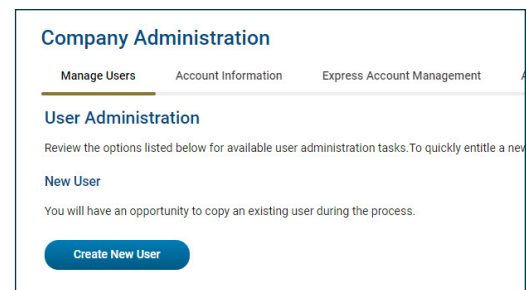 Company Administration
Manage Users Account Information Express Account Management
User Administration
Review the options listed below for available user administration tasks.To quickly entitle a new
New User
You will have an opportunity to copy an existing user during the process.
Create New User